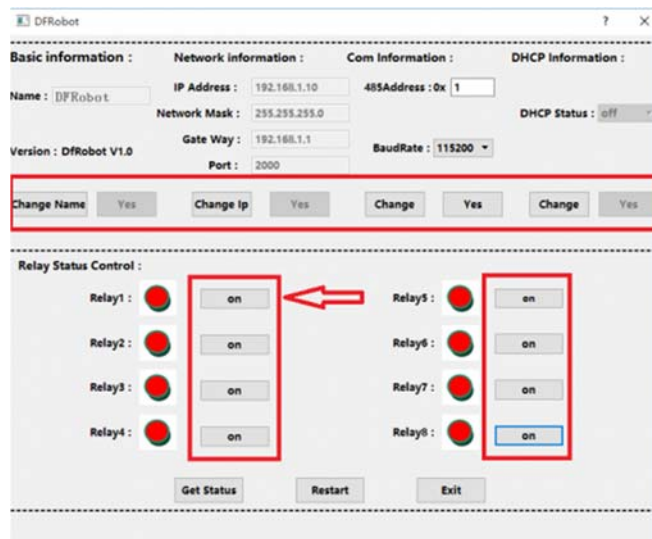 DFRobot ? X
Basic information : Network information : Com Information : DHCP Information :
Name : DFRobot IP Address : 192.168.1.10 485Address : 0x 1
Network Mask : 255.255.255.0 DHCP Status : off
Version : DfRobot V1.0 Gate Way : 192.168.1.1 BaudRate : 115200
Port : 2000
Change Name Yes Change Ip Yes Change Yes Change Yes
Relay Status Control :
Relay1 : on Relay5 : on
Relay2 : on Relay6 : on
Relay3 : on Relay7 : on
Relay4 : on Relay8 : on
Get Status Restart Exit